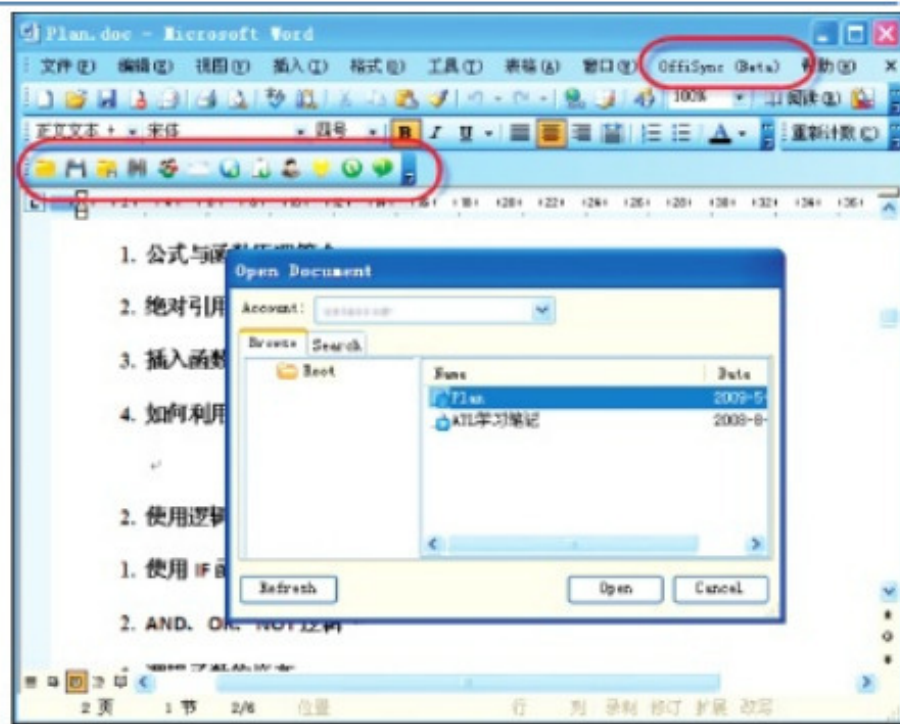 Plan.doc - Microsoft Word
文件(F) 编辑(E) 视图(V) 插入(I) 格式(O) 工具(T) 表格(A) 窗口(W) OffiSync (Beta) 帮助(H)
100% 阅读(R)
正文文本 + 宋体 四号 B I U A 重新计数(C)
1. 公式与函数
2. 绝对引用
3. 插入函数
4. 如何利用
2. 使用逻辑
1. 使用 IF 函
2. AND、OR、NOT逻辑
Open Document
Account:
Browse Search
Root
Name Date
Plan 2009-5-
ATL学习笔记 2008-8-
Refresh Open Cancel
2 页 1 节 2/6 位置 行 列 录制 修订 扩展 改写